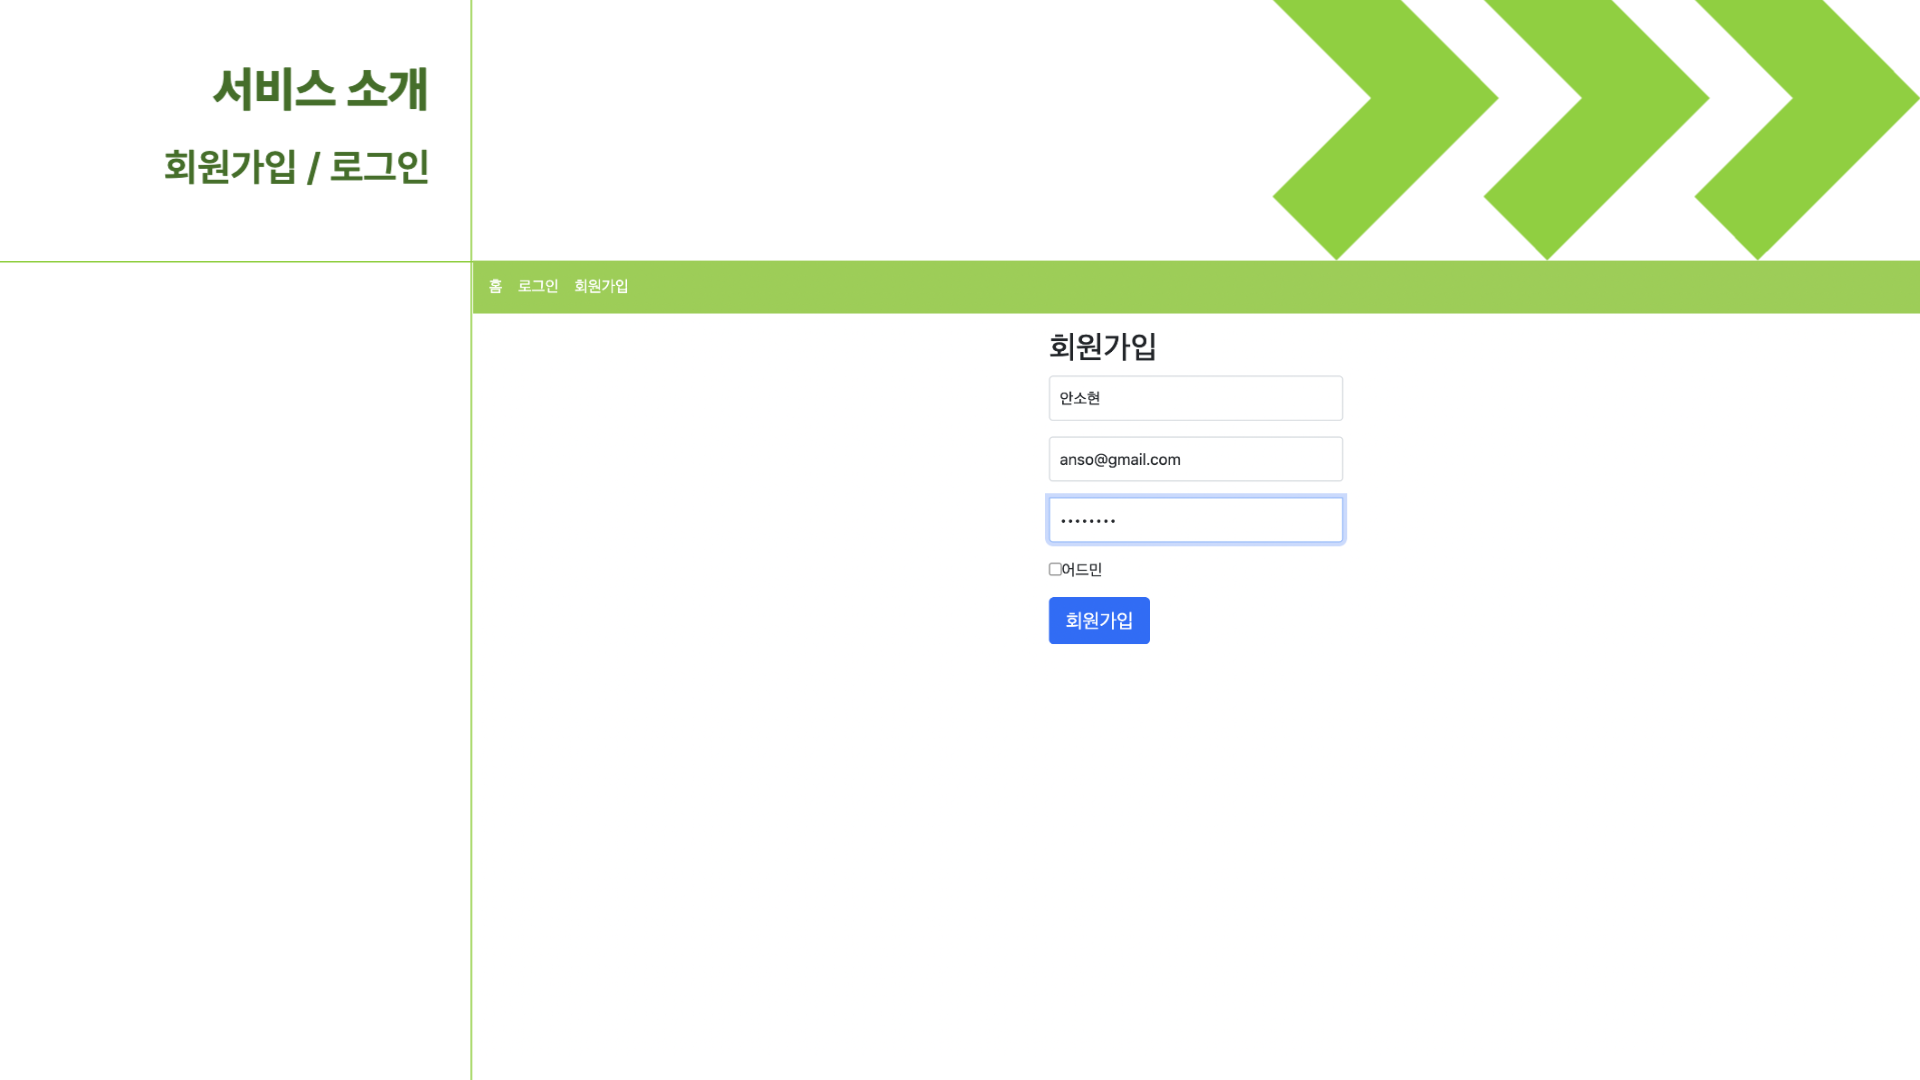 서비스 소개
회원가입 / 로그인
홈 로그인 회원가입
회원가입
안소현
anso@gmail.com
••••••••
어드민
회원가입